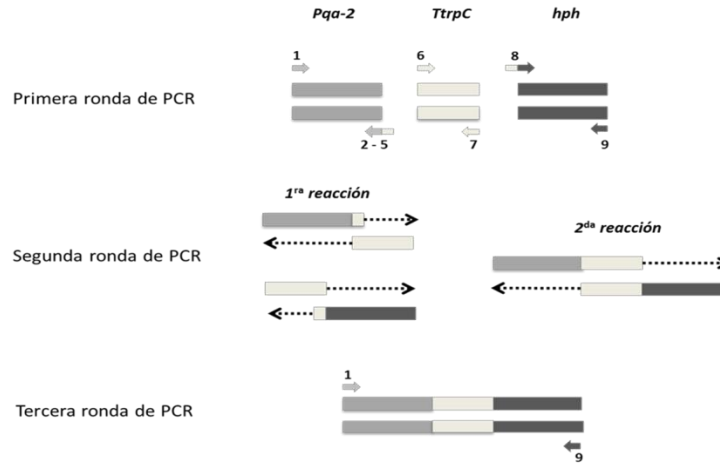 Pqa-2 TtrpC hph
1 6 8
Primera ronda de PCR
2 - 5 7 9
1ra reacción
2da reacción
Segunda ronda de PCR
1
Tercera ronda de PCR
9